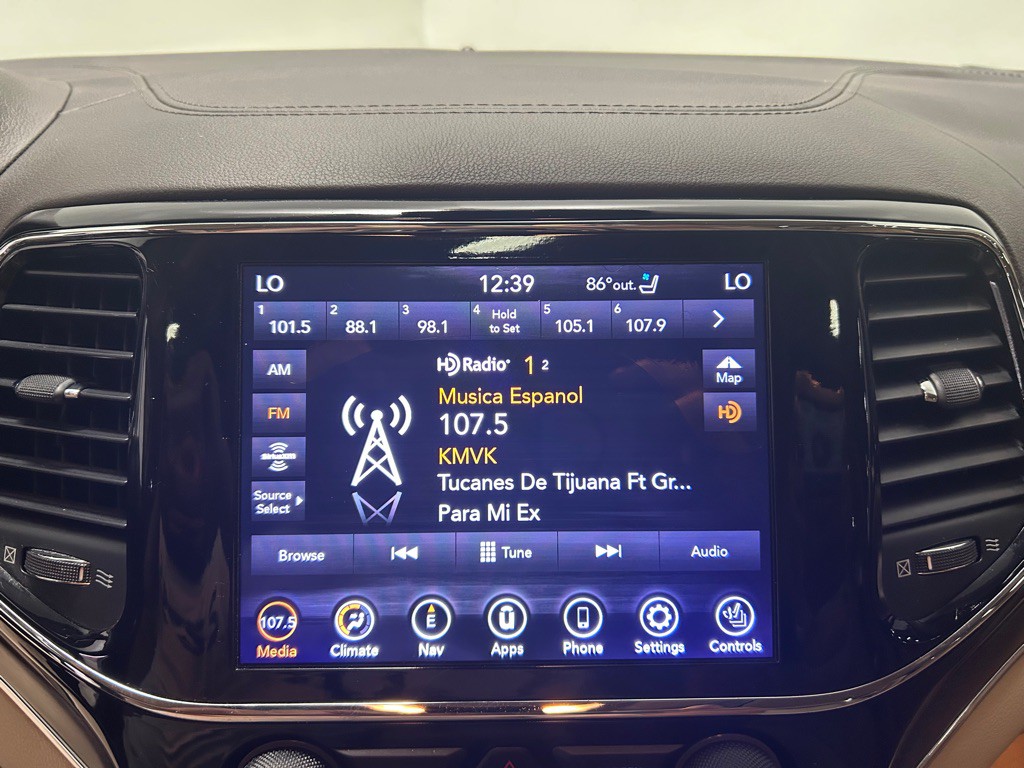 LO 12:39 86°out. LO
1 101.5 2 88.1 3 98.1 4 Hold to Set 5 105.1 6 107.9
AM
HD Radio 1 2
Map
FM
Musica Espanol
HD
107.5
SiriusXM
KMVK
Source Select
Tucanes De Tijuana Ft Gr...
Para Mi Ex
Browse Tune Audio
107.5 E u
Media Climate Nav Apps Phone Settings Controls